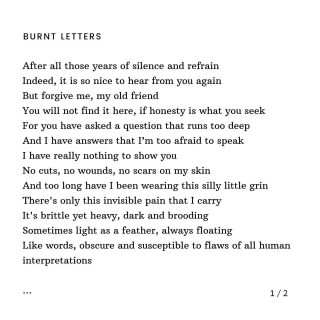 BURNT LETTERS
After all those years of silence and refrain
Indeed, it is so nice to hear from you again
But forgive me, my old friend
You will not find it here, if honesty is what you seek
For you have asked a question that runs too deep
And I have answers that I'm too afraid to speak
I have really nothing to show you
No cuts, no wounds, no scars on my skin
And too long have I been wearing this silly little grin
There's only this invisible pain that I carry
It's brittle yet heavy, dark and brooding
Sometimes light as a feather, always floating
Like words, obscure and susceptible to flaws of all human
interpretations
... 1 / 2